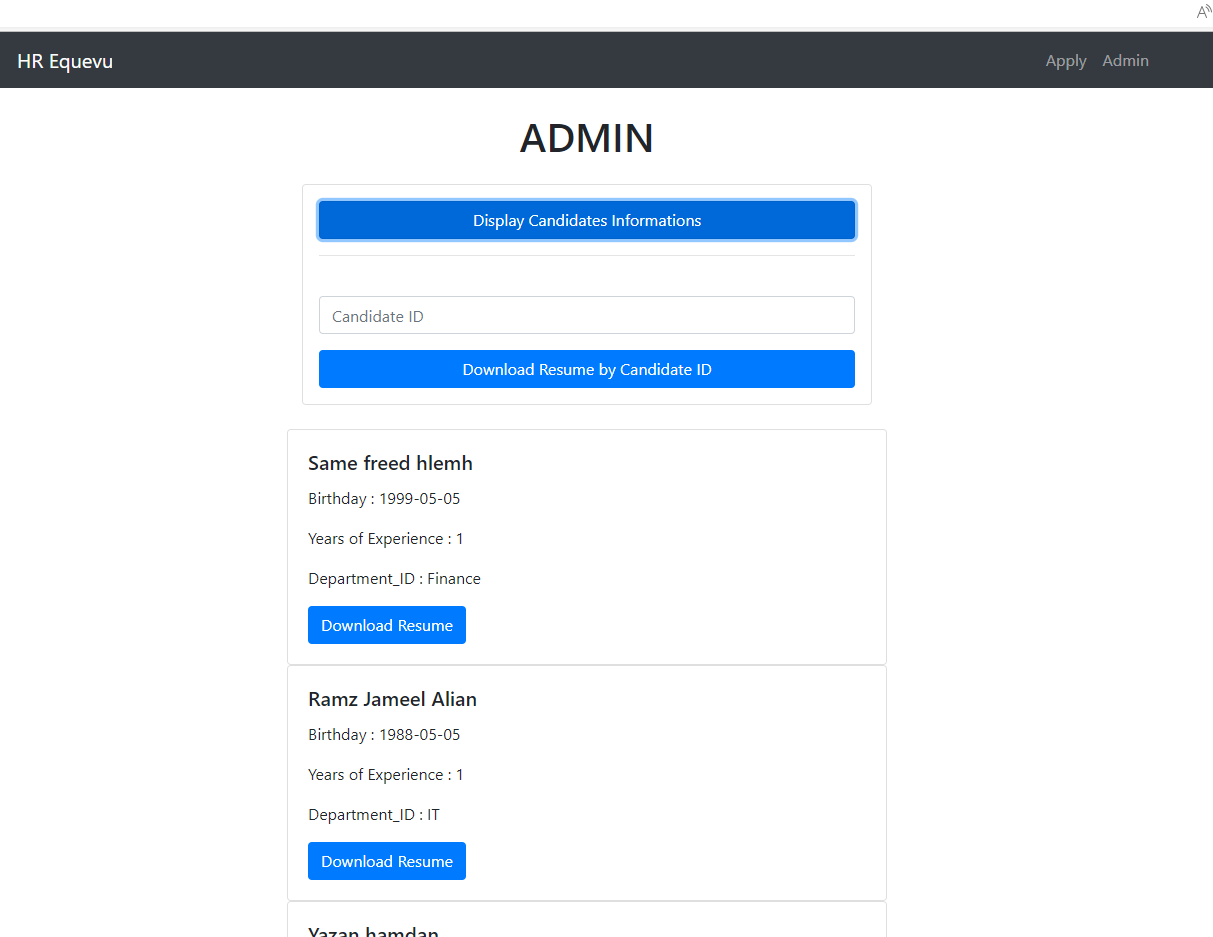 HR Equevu
Apply Admin
ADMIN
Display Candidates Informations
Candidate ID
Download Resume by Candidate ID
Same freed hlemh
Birthday : 1999-05-05
Years of Experience : 1
Department_ID : Finance
Download Resume
Ramz Jameel Alian
Birthday : 1988-05-05
Years of Experience : 1
Department_ID : IT
Download Resume
Yazan hamdan